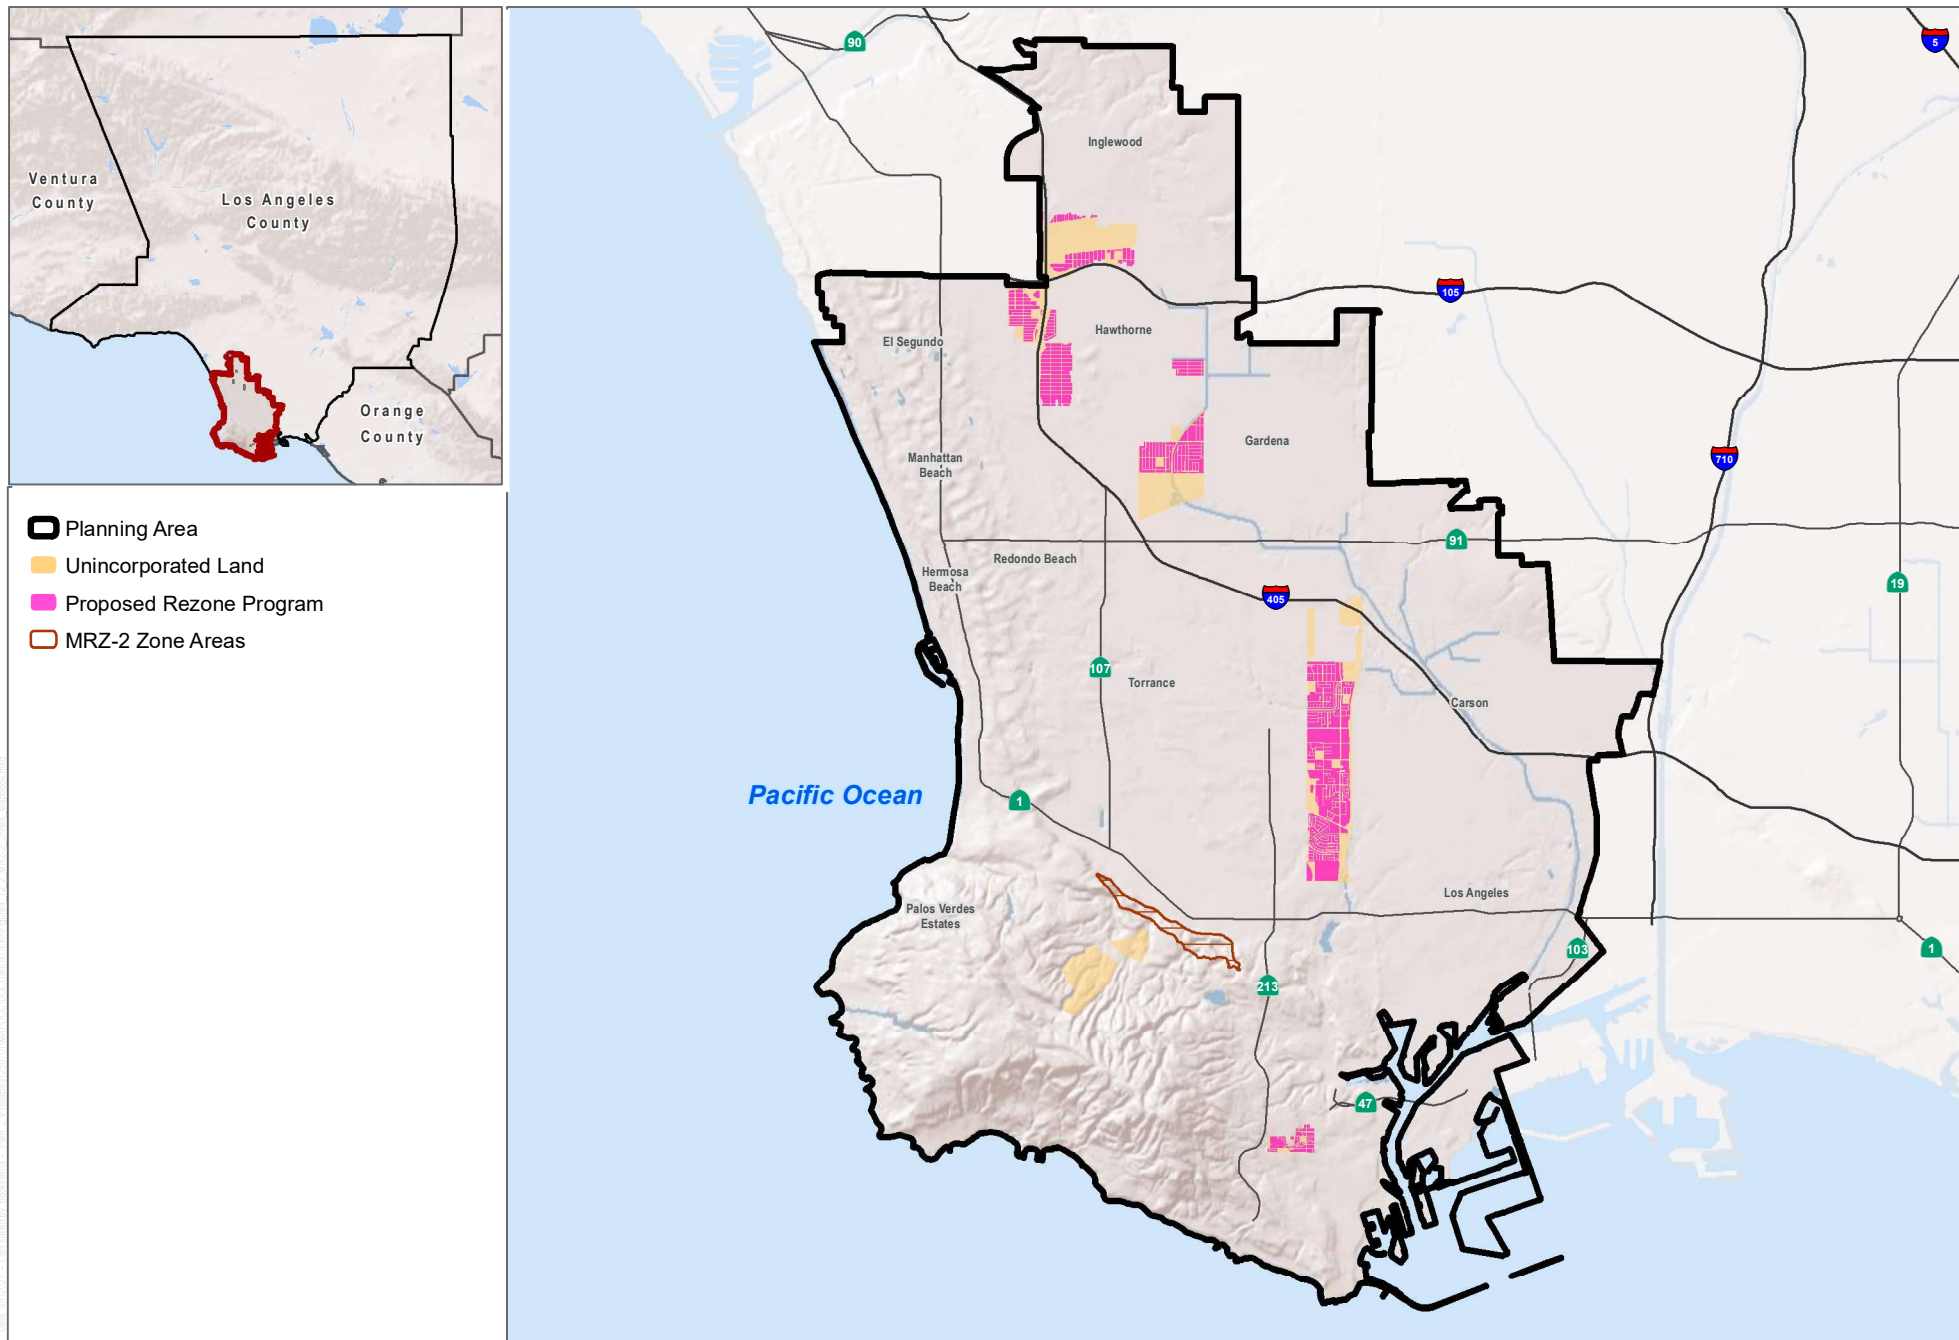 Ventura
County
Los Angeles
County
Orange
County
Planning Area
Unincorporated Land
Proposed Rezone Program
MRZ-2 Zone Areas
90
5
Inglewood
105
Hawthorne
El Segundo
Gardena
Manhattan
Beach
710
91
Redondo Beach
Hermosa
Beach
19
405
107
Torrance
Carson
Pacific Ocean
1
Los Angeles
Palos Verdes
Estates
103
1
213
47